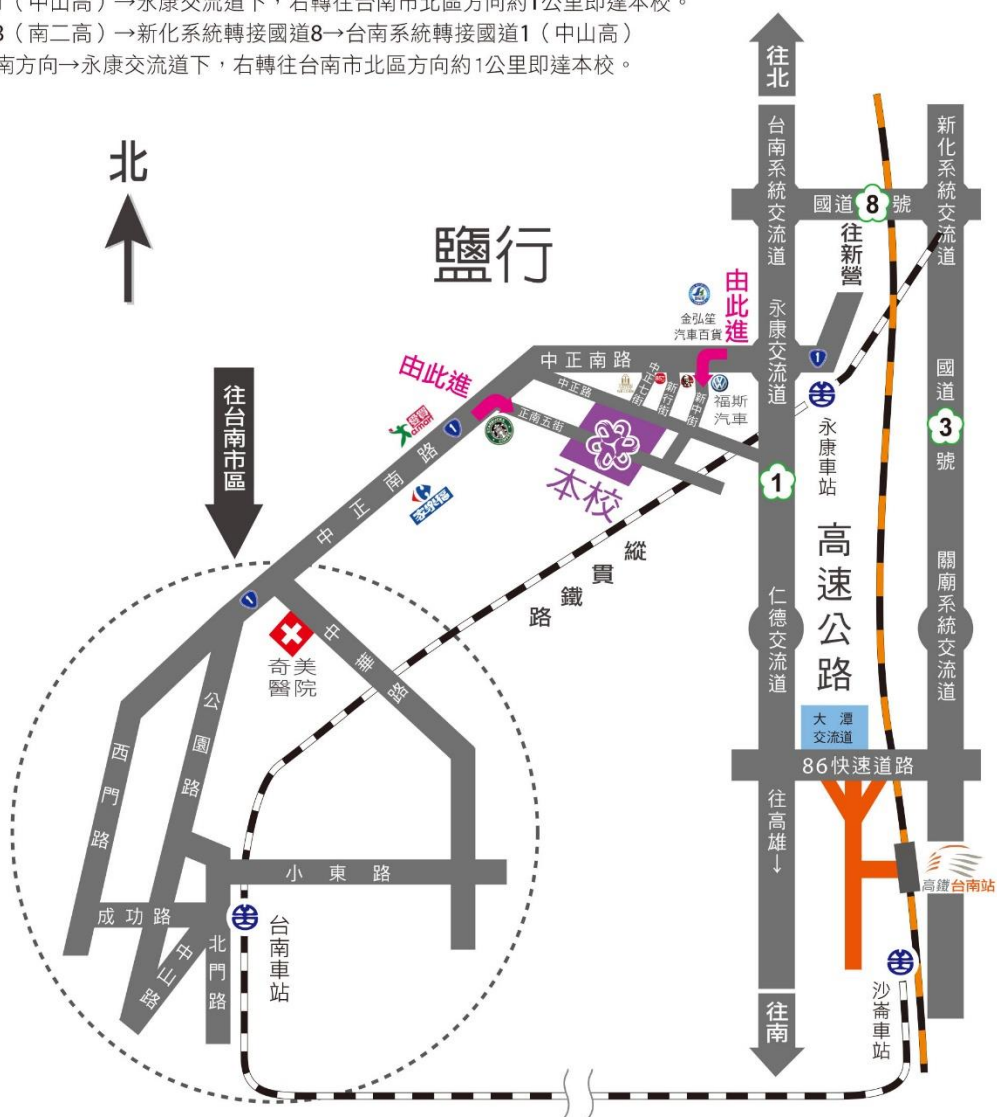 1（中山高）→永康交流道下，右轉往台南市北區方向約1公里即達本校。
3（南二高）→新化系統轉接國道8→台南系統轉接國道1（中山高）
南方向→永康交流道下，右轉往台南市北區方向約1公里即達本校。
往北
北
台南系統交流道
新化系統交流道
國道8號
往新營
鹽行
由此進
金弘笙
汽車百貨
永康交流道
中正南路
1
由此進
中正路
中正七街
新行街
新中街
福斯
汽車
國道3號
愛買
a.mart
1
正南五街
永康車站
往台南市區
本校
1
中正南路
家樂福
高速公路
縱貫鐵路
關廟系統交流道
仁德交流道
1
中華路
奇美
醫院
公園路
大潭
交流道
西門路
86快速道路
往高雄↓
小東路
高鐵台南站
成功路
台南車站
北門路
中山路
沙崙車站
往南